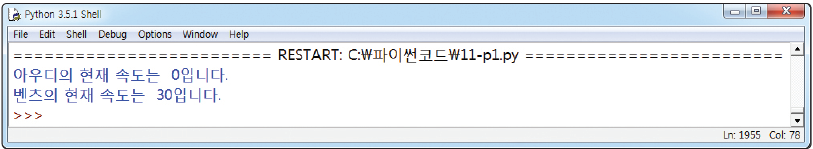 Python 3.5.1 Shell
File Edit Shell Debug Options Window Help
========================= RESTART: C:₩파이썬코드₩11-p1.py =========================
아우디의 현재 속도는  0입니다.
벤츠의 현재 속도는  30입니다.
>>>
Ln: 1955 Col: 78